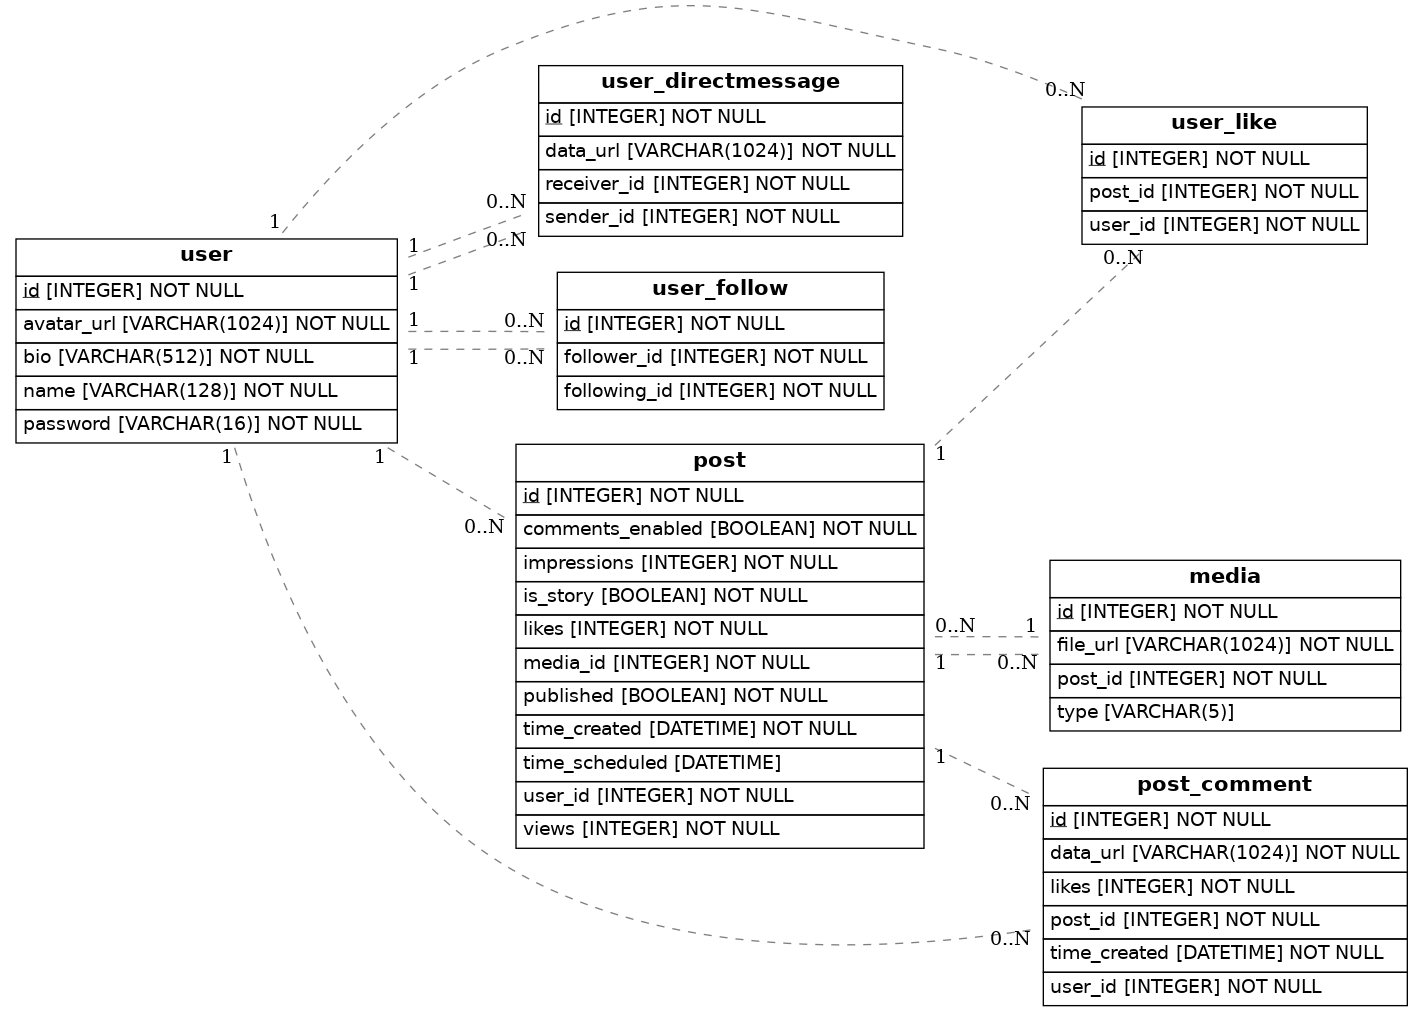 0..N
user_directmessage
id [INTEGER] NOT NULL
data_url [VARCHAR(1024)] NOT NULL
receiver_id [INTEGER] NOT NULL
sender_id [INTEGER] NOT NULL
user_like
id [INTEGER] NOT NULL
post_id [INTEGER] NOT NULL
user_id [INTEGER] NOT NULL
0..N
1
0..N
1
0..N
1
user
id [INTEGER] NOT NULL
avatar_url [VARCHAR(1024)] NOT NULL
bio [VARCHAR(512)] NOT NULL
name [VARCHAR(128)] NOT NULL
password [VARCHAR(16)] NOT NULL
1
0..N
1
0..N
user_follow
id [INTEGER] NOT NULL
follower_id [INTEGER] NOT NULL
following_id [INTEGER] NOT NULL
1
1
0..N
1
post
id [INTEGER] NOT NULL
comments_enabled [BOOLEAN] NOT NULL
impressions [INTEGER] NOT NULL
is_story [BOOLEAN] NOT NULL
likes [INTEGER] NOT NULL
media_id [INTEGER] NOT NULL
published [BOOLEAN] NOT NULL
time_created [DATETIME] NOT NULL
time_scheduled [DATETIME]
user_id [INTEGER] NOT NULL
views [INTEGER] NOT NULL
0..N
1
1
0..N
media
id [INTEGER] NOT NULL
file_url [VARCHAR(1024)] NOT NULL
post_id [INTEGER] NOT NULL
type [VARCHAR(5)]
1
0..N
post_comment
id [INTEGER] NOT NULL
data_url [VARCHAR(1024)] NOT NULL
likes [INTEGER] NOT NULL
post_id [INTEGER] NOT NULL
time_created [DATETIME] NOT NULL
user_id [INTEGER] NOT NULL
0..N